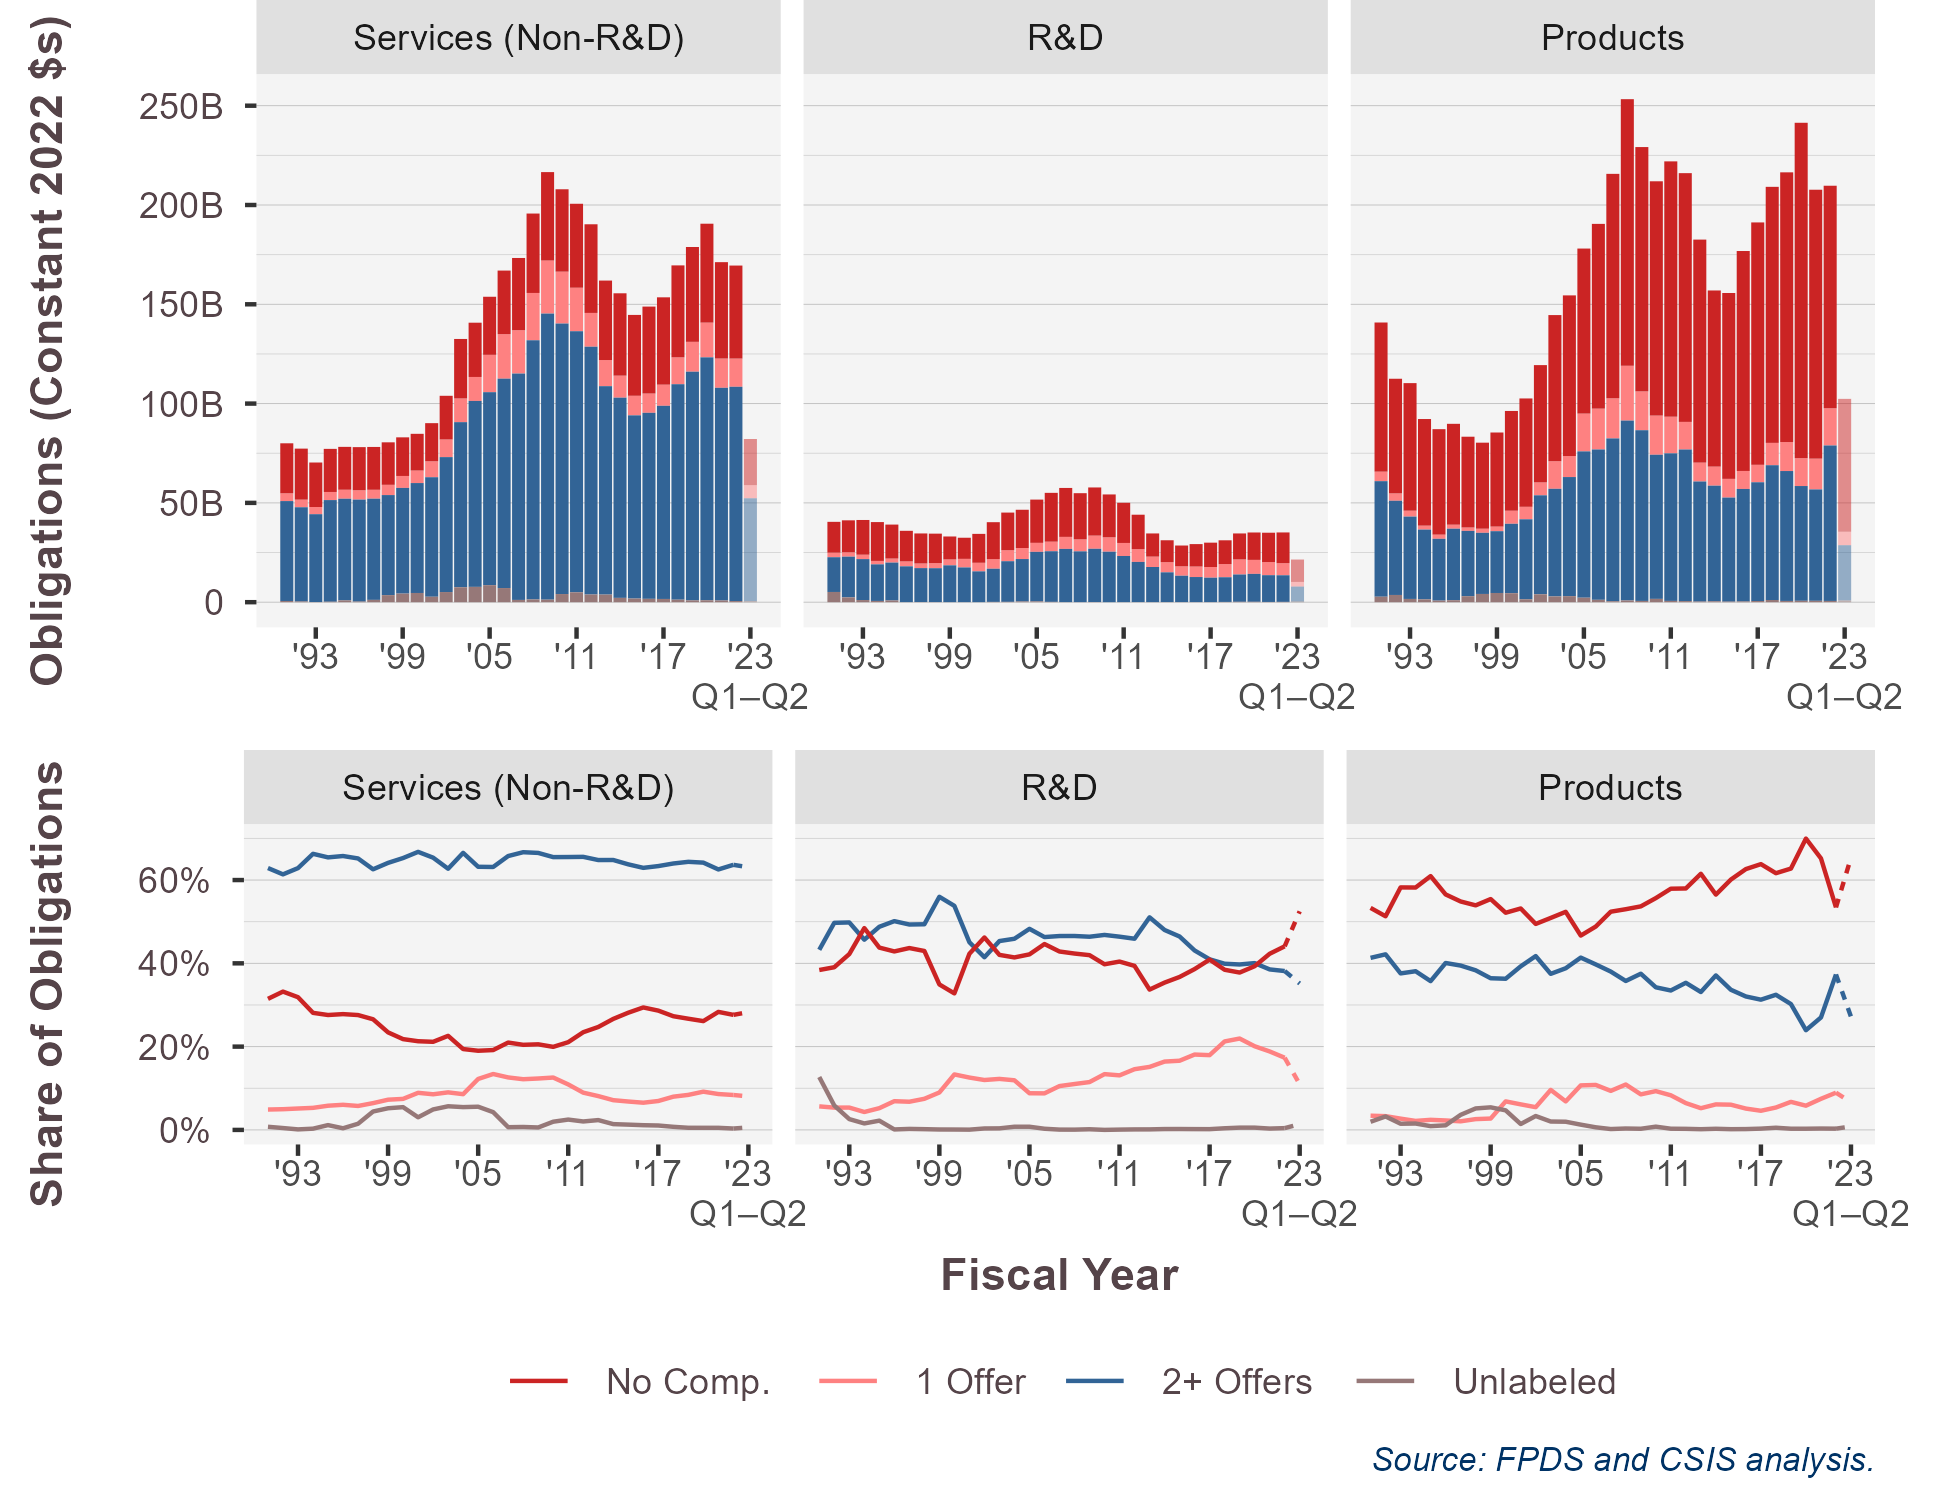 Obligations (Constant 2022 $s)
Services (Non-R&D)
R&D
Products
250B
200B
150B
100B
50B
0
'93 '99 '05 '11 '17 '23
Q1–Q2
'93 '99 '05 '11 '17 '23
Q1–Q2
'93 '99 '05 '11 '17 '23
Q1–Q2
Share of Obligations
Services (Non-R&D)
R&D
Products
60%
40%
20%
0%
'93 '99 '05 '11 '17 '23
Q1–Q2
'93 '99 '05 '11 '17 '23
Q1–Q2
'93 '99 '05 '11 '17 '23
Q1–Q2
Fiscal Year
No Comp. 1 Offer 2+ Offers Unlabeled
Source: FPDS and CSIS analysis.